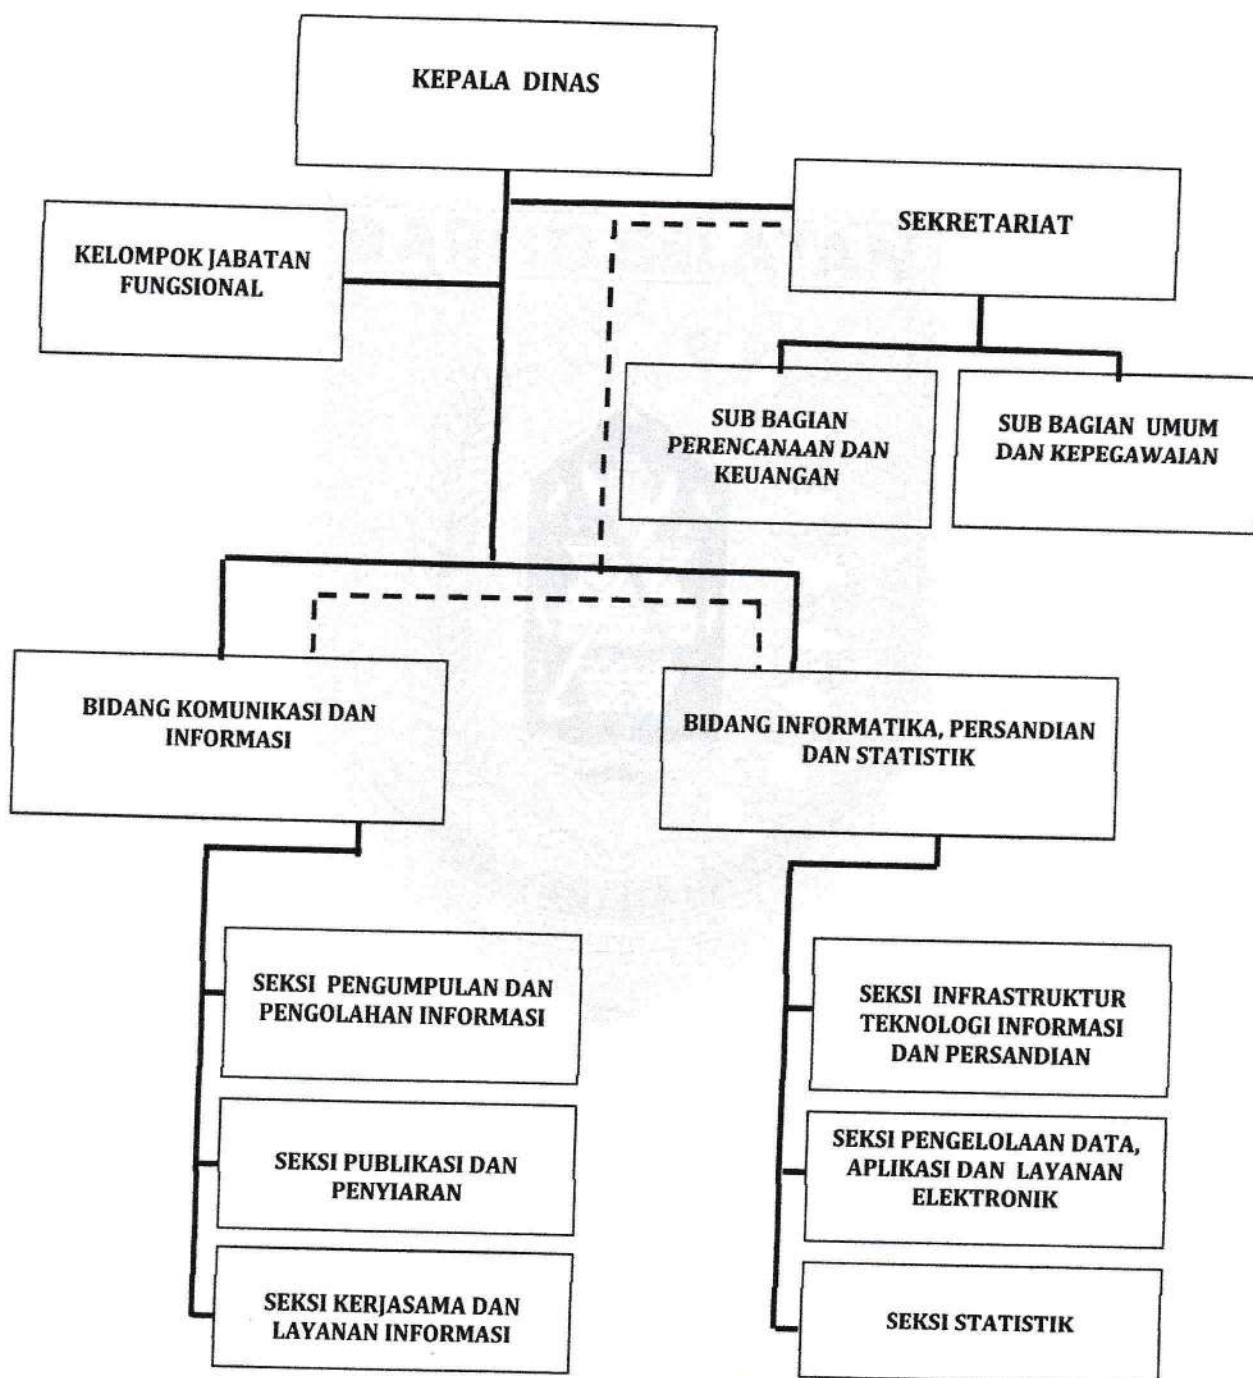 KEPALA DINAS
SEKRETARIAT
KELOMPOK JABATAN
FUNGSIONAL
SUB BAGIAN
PERENCANAAN DAN
KEUANGAN
SUB BAGIAN UMUM
DAN KEPEGAWAIAN
BIDANG KOMUNIKASI DAN
INFORMASI
BIDANG INFORMATIKA, PERSANDIAN
DAN STATISTIK
SEKSI PENGUMPULAN DAN
PENGOLAHAN INFORMASI
SEKSI PUBLIKASI DAN
PENYIARAN
SEKSI KERJASAMA DAN
LAYANAN INFORMASI
SEKSI INFRASTRUKTUR
TEKNOLOGI INFORMASI
DAN PERSANDIAN
SEKSI PENGELOLAAN DATA,
APLIKASI DAN LAYANAN
ELEKTRONIK
SEKSI STATISTIK